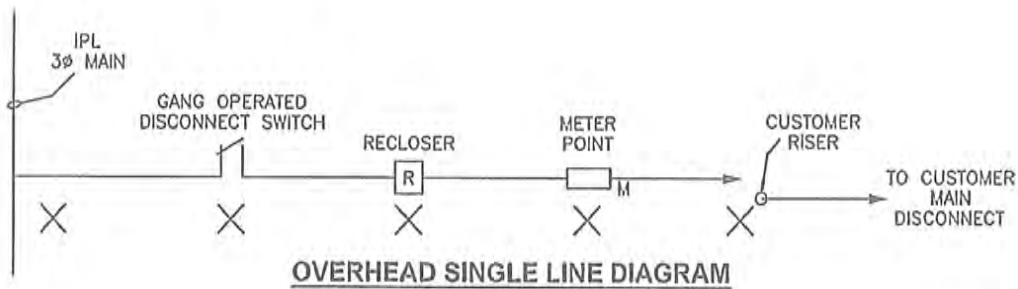 IPL
3ø MAIN
GANG OPERATED
DISCONNECT SWITCH
RECLOSER
R
METER
POINT
M
CUSTOMER
RISER
TO CUSTOMER
MAIN
DISCONNECT
OVERHEAD SINGLE LINE DIAGRAM